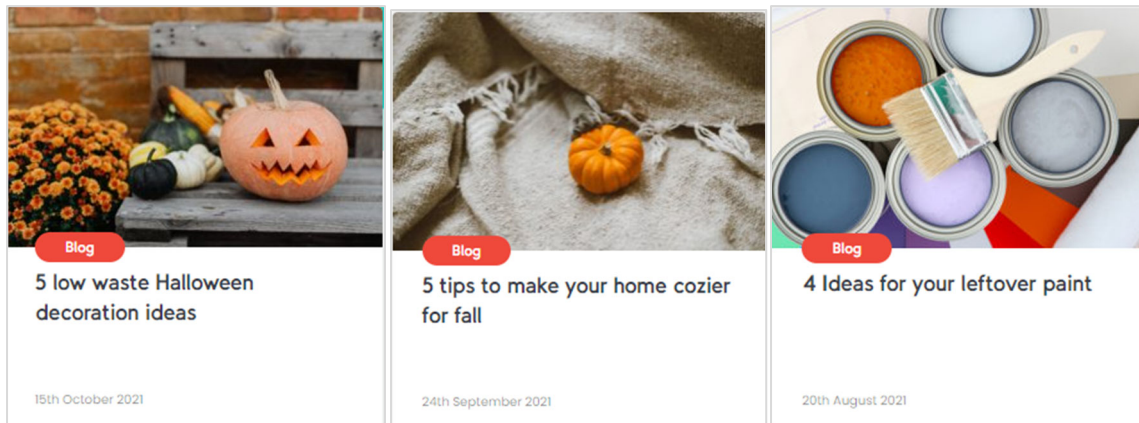 Blog
5 low waste Halloween
decoration ideas
15th October 2021
Blog
5 tips to make your home cozier
for fall
24th September 2021
Blog
4 Ideas for your leftover paint
20th August 2021